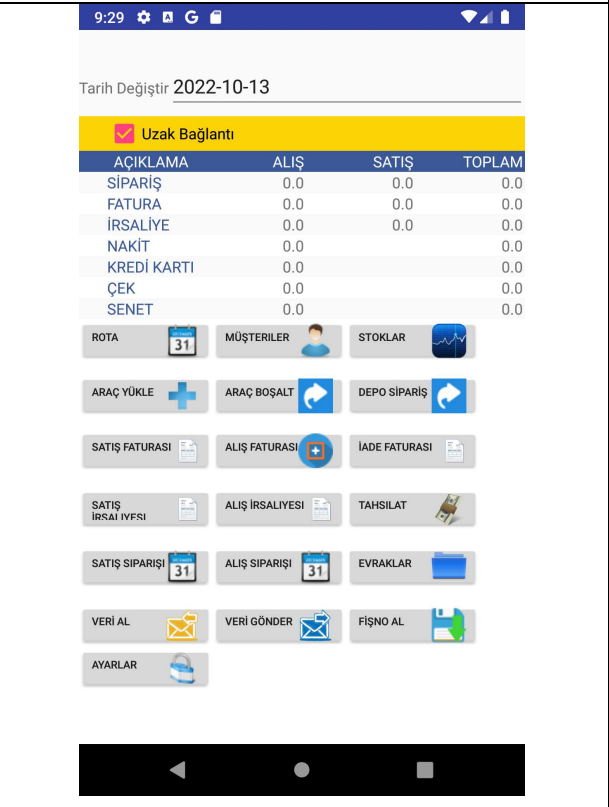 9:29
Tarih Değiştir 2022-10-13
Uzak Bağlantı
AÇIKLAMA ALIŞ SATIŞ TOPLAM
SİPARİŞ 0.0 0.0 0.0
FATURA 0.0 0.0 0.0
İRSALİYE 0.0 0.0 0.0
NAKİT 0.0 0.0
KREDİ KARTI 0.0 0.0
ÇEK 0.0 0.0
SENET 0.0 0.0
ROTA 31 MÜŞTERILER STOKLAR
ARAÇ YÜKLE ARAÇ BOŞALT DEPO SİPARİŞ
SATIŞ FATURASI ALIŞ FATURASI İADE FATURASI
SATIŞ ALIŞ İRSALIYESI TAHSILAT
İRSALIYESI
SATIŞ SIPARIŞI 31 ALIŞ SIPARIŞI 31 EVRAKLAR
VERİ AL VERİ GÖNDER FİŞNO AL
AYARLAR